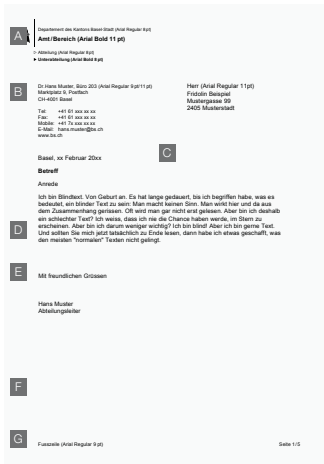 A
Departement des Kantons Basel-Stadt (Arial Regular 8pt)
Amt/Bereich (Arial Bold 11 pt)
Abteilung (Arial Regular 8pt)
Unterabteilung (Arial Bold 8pt)
B
Dr. Hans Muster, Büro 203 (Arial Regular 9pt/11pt)
Marktplatz 9, Postfach
CH-4001 Basel
Tel: +41 61 xxx xx xx
Fax: +41 61 xxx xx xx
Mobile: +41 7x xxx xx xx
E-Mail: hans.muster@bs.ch
www.bs.ch
Herr (Arial Regular 11pt)
Fridolin Beispiel
Mustergasse 99
2405 Musterstadt
C
Basel, xx Februar 20xx
Betreff
Anrede
Ich bin Blindtext. Von Geburt an. Es hat lange gedauert, bis ich begriffen habe, was es
bedeutet, ein blinder Text zu sein: Man macht keinen Sinn. Man wirkt hier und da aus
dem Zusammenhang gerissen. Oft wird man gar nicht erst gelesen. Aber bin ich deshalb
ein schlechter Text? Ich weiss, dass ich nie die Chance haben werde, im Stern zu
erscheinen. Aber bin ich darum weniger wichtig? Ich bin blind! Aber ich bin gerne Text.
Und sollten Sie mich jetzt tatsächlich zu Ende lesen, dann habe ich etwas geschafft, was
den meisten "normalen" Texten nicht gelingt.
D
E
Mit freundlichen Grüssen
Hans Muster
Abteilungsleiter
F
G
Fusszeile (Arial Regular 9 pt)
Seite 1/5